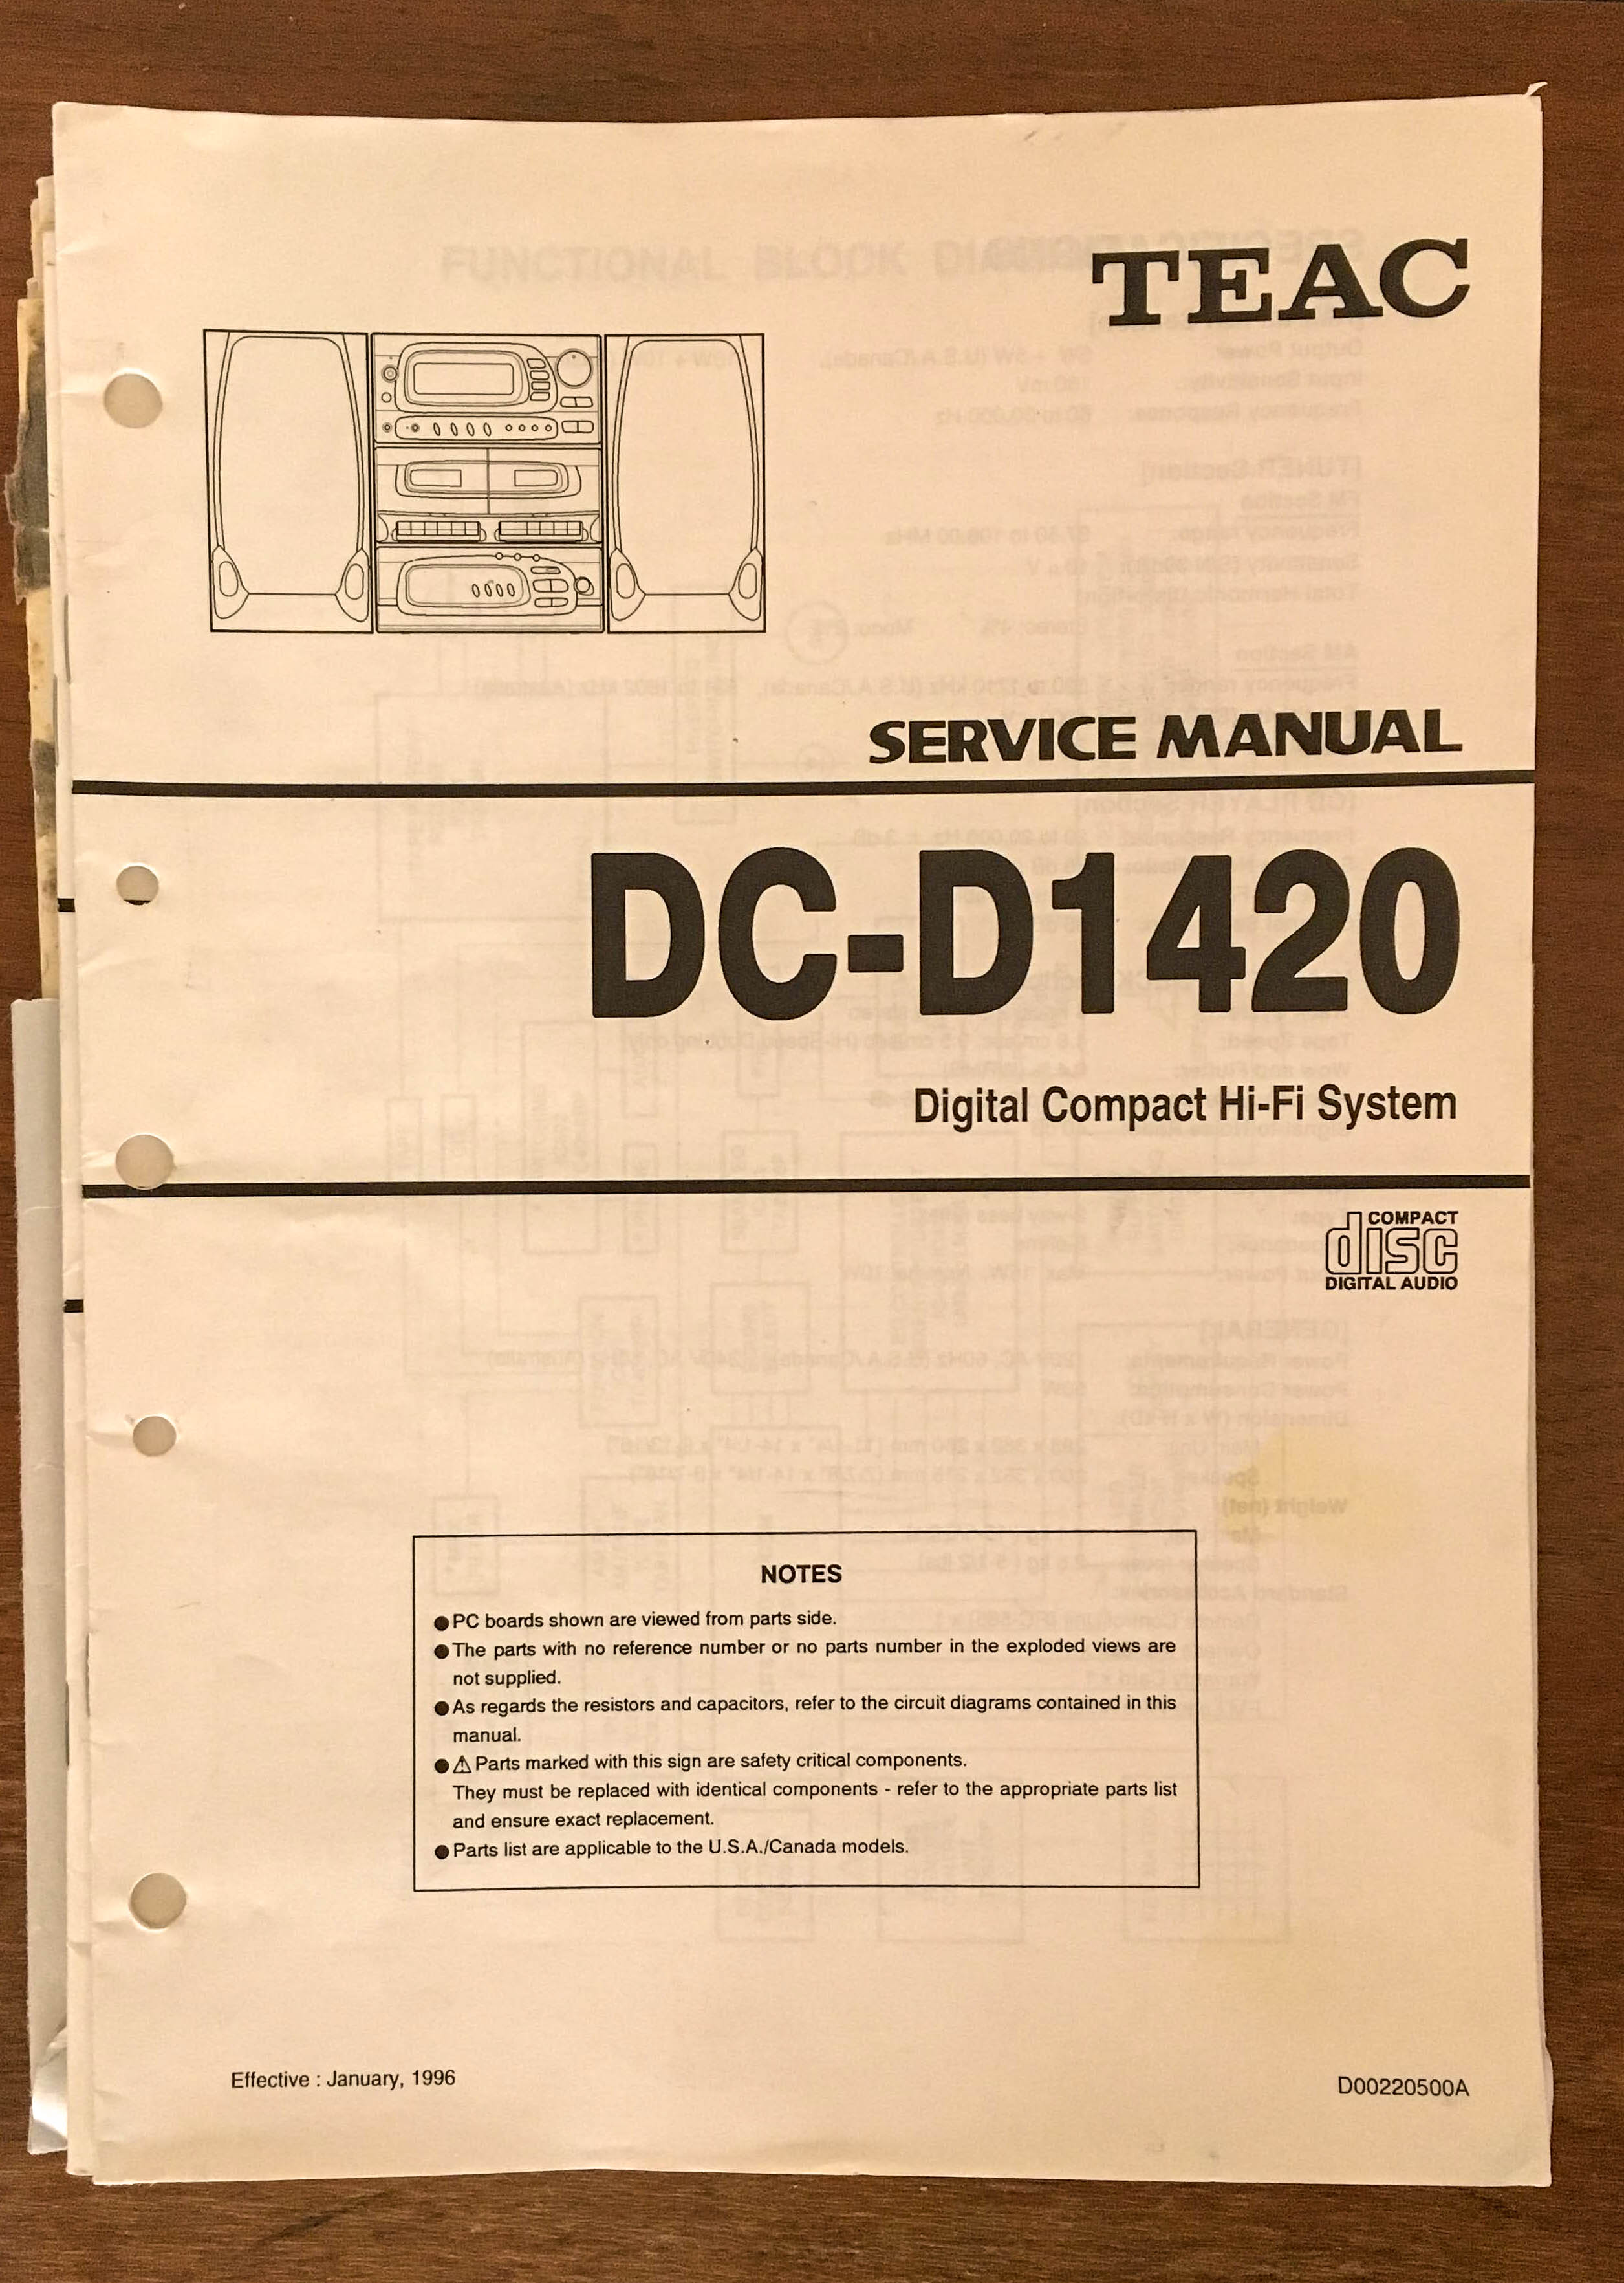 TEAC
SERVICE MANUAL
DC-D1420
Digital Compact Hi-Fi System
COMPACT
disc
DIGITAL AUDIO
NOTES
●PC boards shown are viewed from parts side.
●The parts with no reference number or no parts number in the exploded views are
not supplied.
●As regards the resistors and capacitors, refer to the circuit diagrams contained in this
manual.
●⚠Parts marked with this sign are safety critical components.
They must be replaced with identical components - refer to the appropriate parts list
and ensure exact replacement.
●Parts list are applicable to the U.S.A./Canada models.
Effective : January, 1996
D00220500A